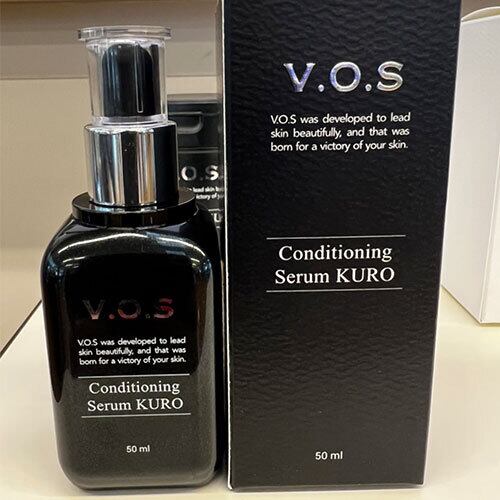 V.O.S
V.O.S was developed to lead
skin beautifully, and that was
born for a victory of your skin.
Conditioning
Serum KURO
50 ml
V.O.S
V.O.S was developed to lead
skin beautifully, and that was
born for a victory of your skin.
Conditioning
Serum KURO
50 ml
.O.S